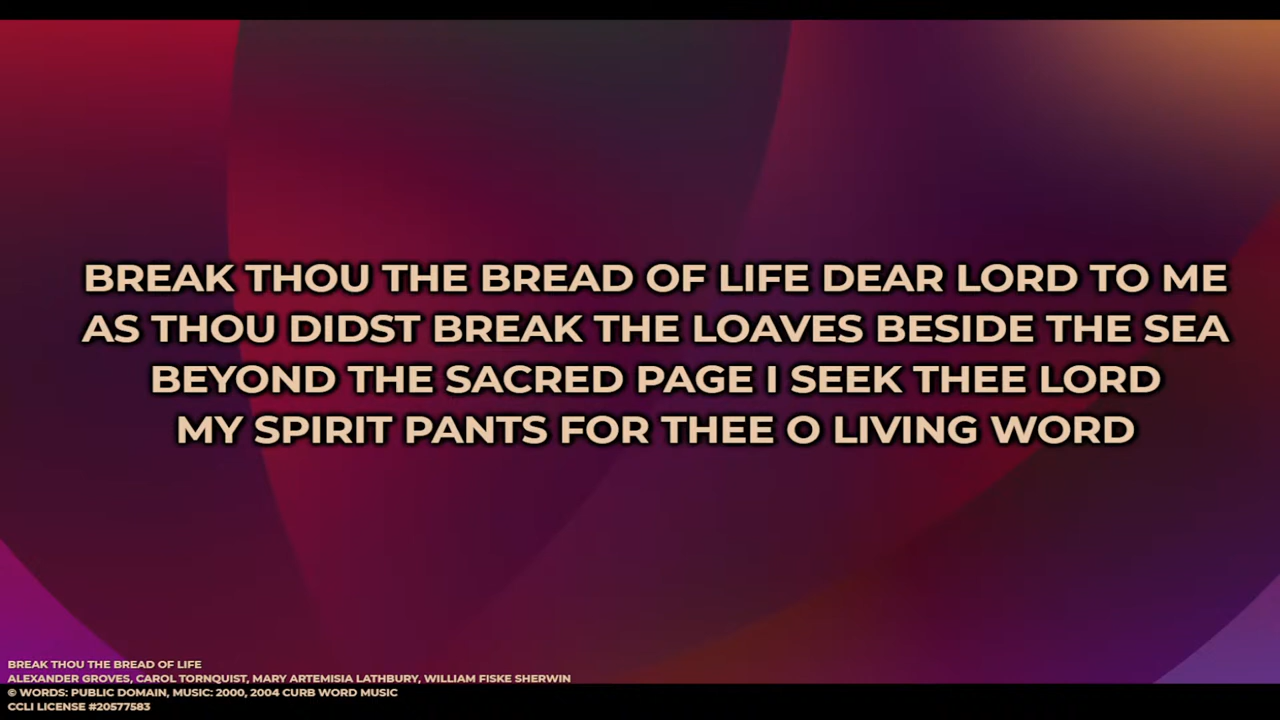 BREAK THOU THE BREAD OF LIFE DEAR LORD TO ME
AS THOU DIDST BREAK THE LOAVES BESIDE THE SEA
BEYOND THE SACRED PAGE I SEEK THEE LORD
MY SPIRIT PANTS FOR THEE O LIVING WORD
BREAK THOU THE BREAD OF LIFE
ALEXANDER GROVES, CAROL TORNQUIST, MARY ARTEMISIA LATHBURY, WILLIAM FISKE SHERWIN
© WORDS: PUBLIC DOMAIN, MUSIC: 2000, 2004 CURB WORD MUSIC
CCLI LICENSE #20577583